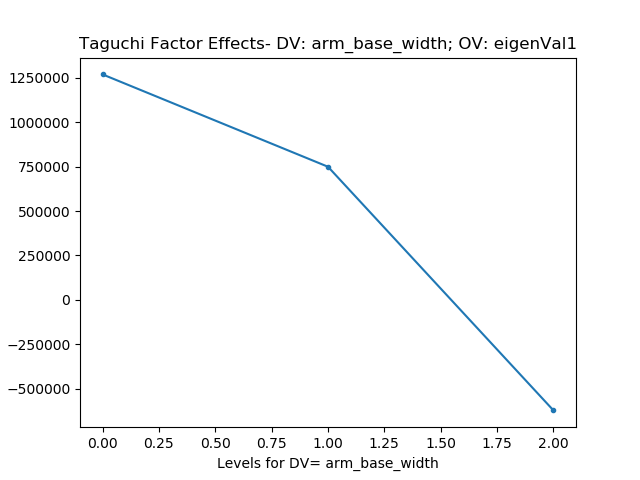 Taguchi Factor Effects- DV: arm_base_width; OV: eigenVal1
1250000
1000000
750000
500000
250000
0
−250000
−500000
0.00 0.25 0.50 0.75 1.00 1.25 1.50 1.75 2.00
Levels for DV= arm_base_width